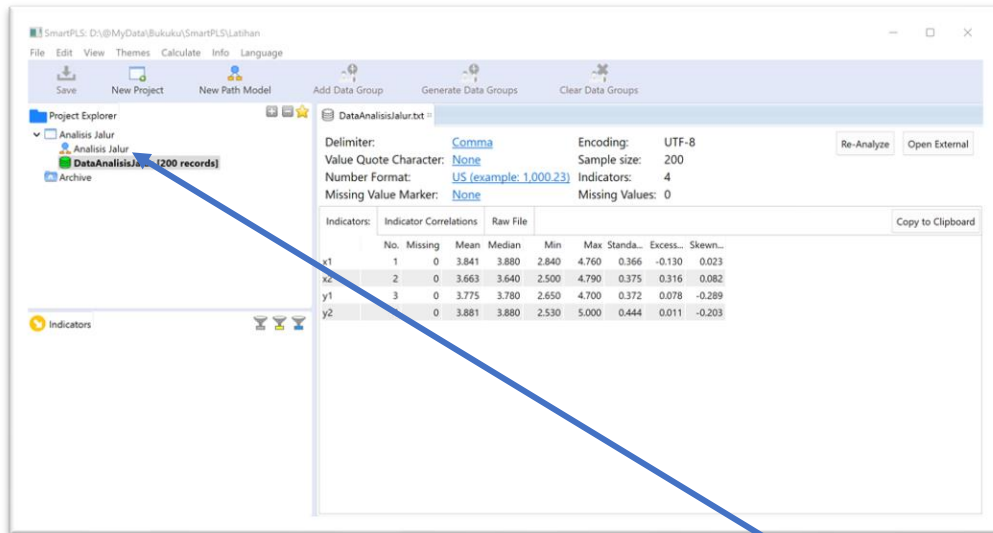 SmartPLS: D:\@MyData\Bukuku\SmartPLS\Latihan
File Edit View Themes Calculate Info Language
Save New Project New Path Model Add Data Group Generate Data Groups Clear Data Groups
Project Explorer
Analisis Jalur
Analisis Jalur
DataAnalisisJalur [200 records]
Archive
Indicators
DataAnalisisJalur.txt
Delimiter: Comma Encoding: UTF-8 Re-Analyze Open External
Value Quote Character: None Sample size: 200
Number Format: US (example: 1,000.23) Indicators: 4
Missing Value Marker: None Missing Values: 0
Indicators: Indicator Correlations Raw File Copy to Clipboard
No. Missing Mean Median Min Max Standa... Excess... Skewn...
x1 1 0 3.841 3.880 2.840 4.760 0.366 -0.130 0.023
x2 2 0 3.663 3.640 2.500 4.790 0.375 0.316 0.082
y1 3 0 3.775 3.780 2.650 4.700 0.372 0.078 -0.289
y2 0 3.881 3.880 2.530 5.000 0.444 0.011 -0.203